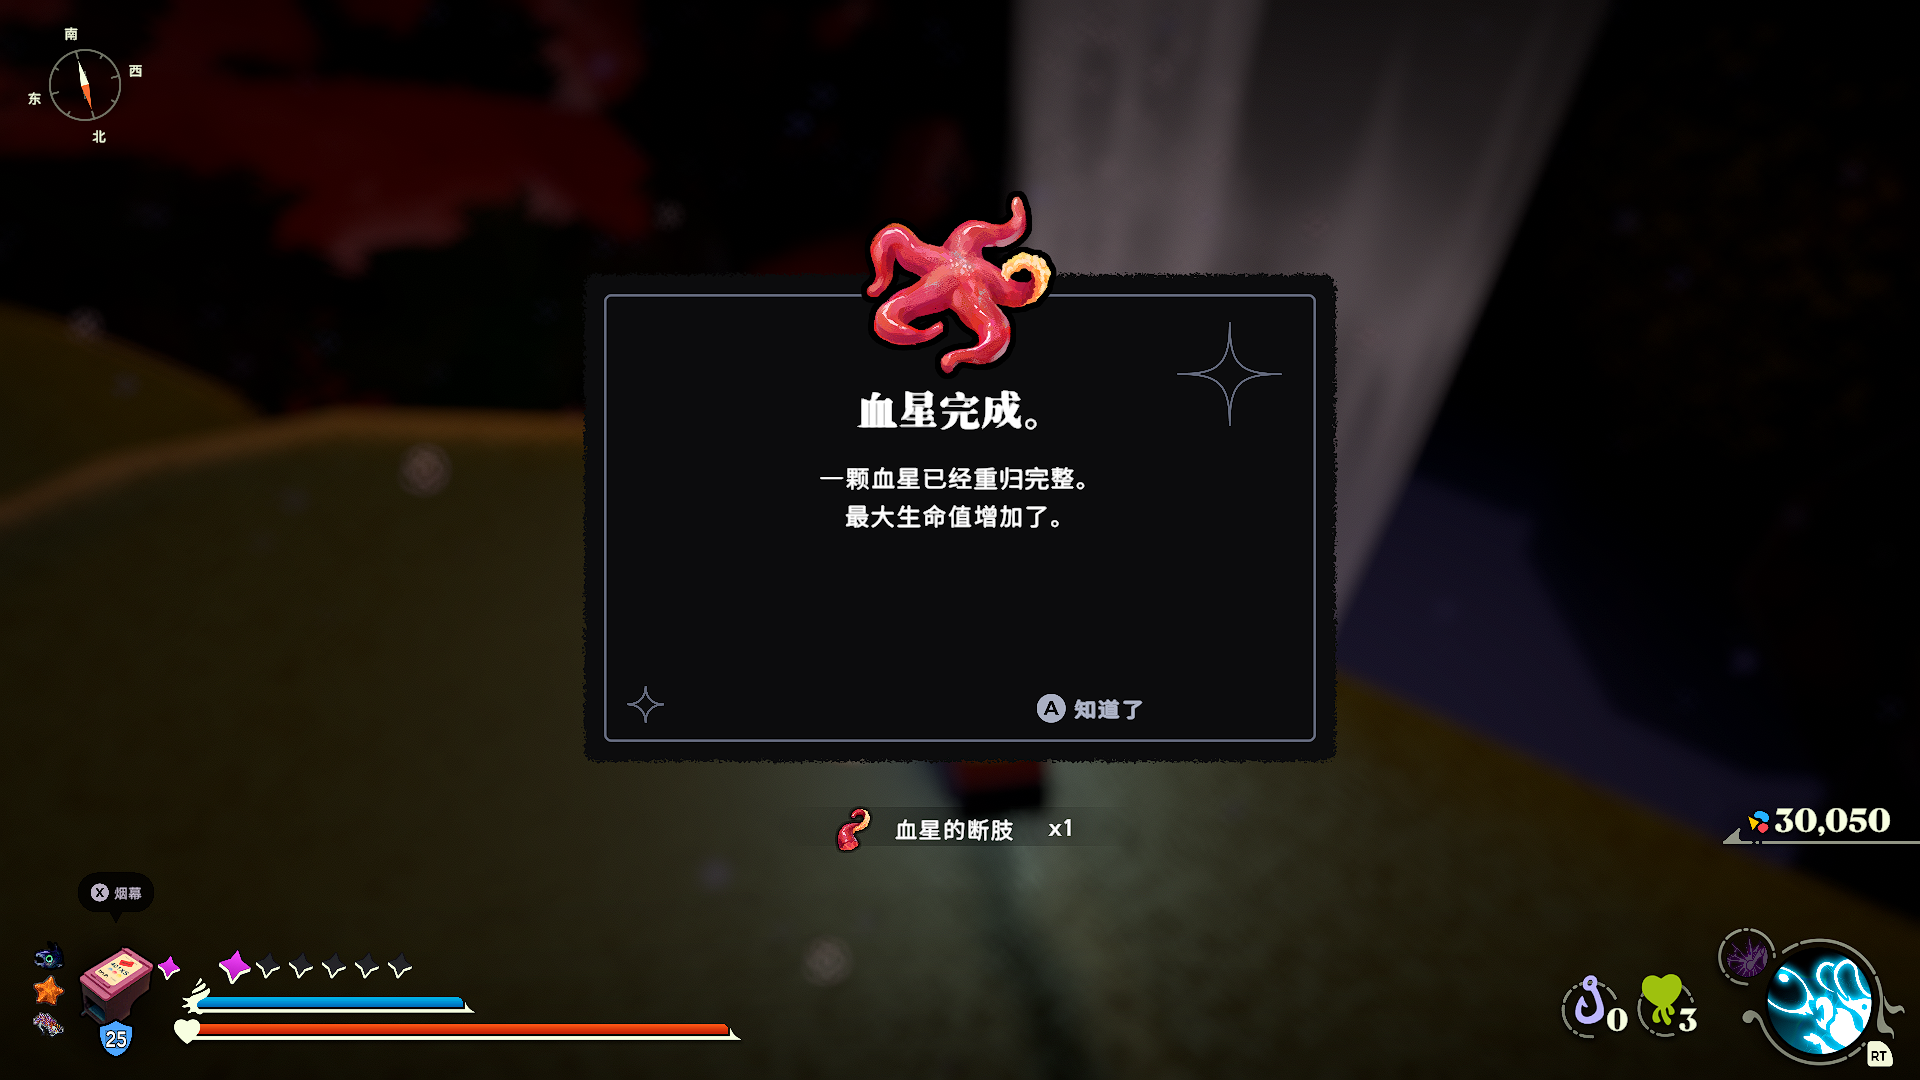 南
西
东
北
血星完成。
一颗血星已经重归完整。
最大生命值增加了。
A 知道了
血星的断肢 x1
30,050
X 烟幕
25
0
3
RT